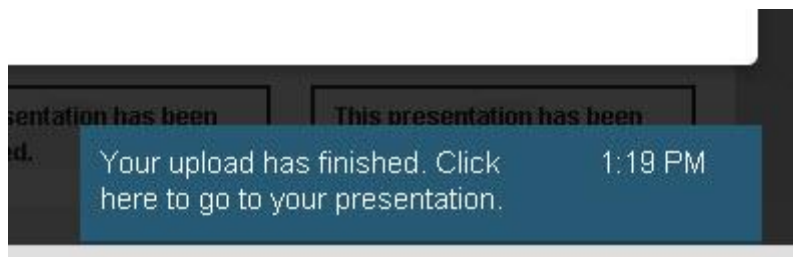 sentation has been
ed.
This presentation has been
Your upload has finished. Click
here to go to your presentation.
1:19 PM